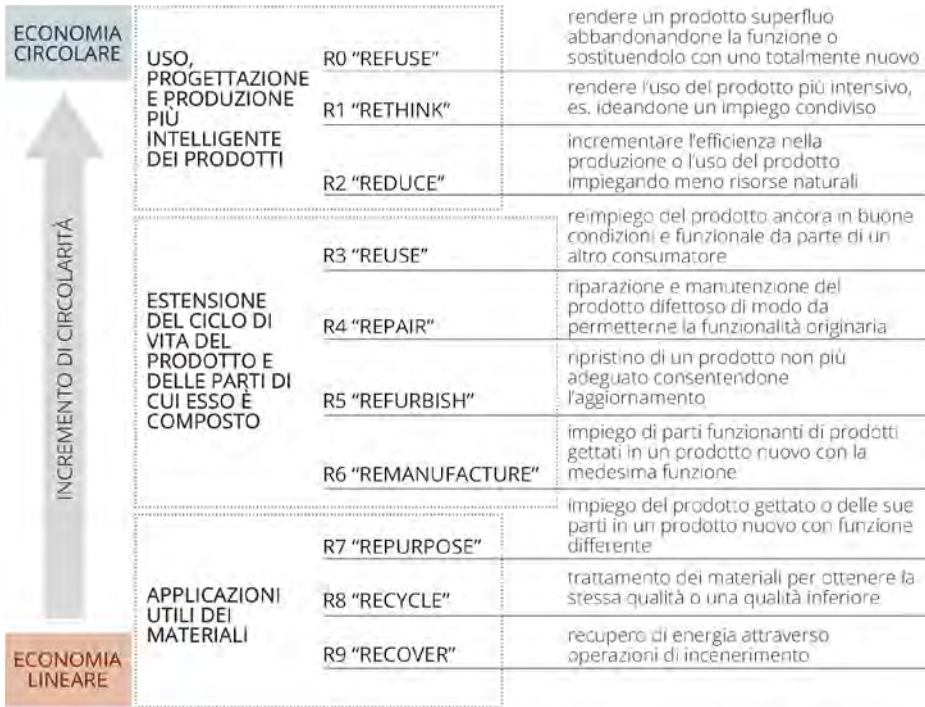 ECONOMIA
CIRCOLARE
INCREMENTO DI CIRCOLARITÀ
ECONOMIA
LINEARE
USO,
PROGETTAZIONE
E PRODUZIONE
PIÙ
INTELLIGENTE
DEI PRODOTTI
R0 “REFUSE”
rendere un prodotto superfluo
abbandonandone la funzione o
sostituendolo con uno totalmente nuovo
R1 “RETHINK”
rendere l’uso del prodotto più intensivo,
es. ideandone un impiego condiviso
R2 “REDUCE”
incrementare l’efficienza nella
produzione o l’uso del prodotto
impiegando meno risorse naturali
ESTENSIONE
DEL CICLO DI
VITA DEL
PRODOTTO E
DELLE PARTI DI
CUI ESSO È
COMPOSTO
R3 “REUSE”
reimpiego del prodotto ancora in buone
condizioni e funzionale da parte di un
altro consumatore
R4 “REPAIR”
riparazione e manutenzione del
prodotto difettoso di modo da
permetterne la funzionalità originaria
R5 “REFURBISH”
ripristino di un prodotto non più
adeguato consentendone
l’aggiornamento
R6 “REMANUFACTURE”
impiego di parti funzionanti di prodotti
gettati in un prodotto nuovo con la
medesima funzione
APPLICAZIONI
UTILI DEI
MATERIALI
R7 “REPURPOSE”
impiego del prodotto gettato o delle sue
parti in un prodotto nuovo con funzione
differente
R8 “RECYCLE”
trattamento dei materiali per ottenere la
stessa qualità o una qualità inferiore
R9 “RECOVER”
recupero di energia attraverso
operazioni di incenerimento